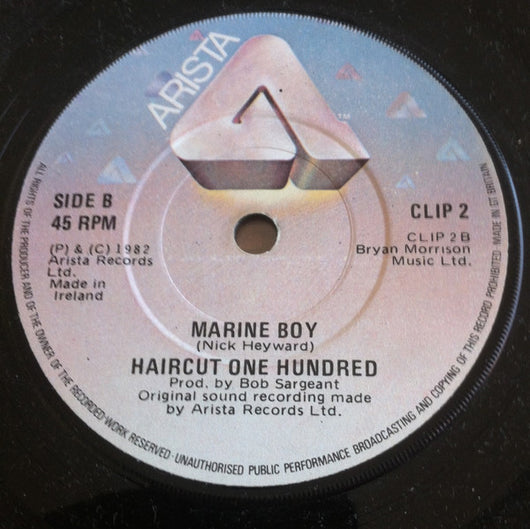 ARISTA
TM
SIDE B
45 RPM
CLIP 2
(P) & (C) 1982
Arista Records
Ltd.
Made in
Ireland
CLIP 2B
Bryan Morrison
Music Ltd.
MARINE BOY
(Nick Heyward)
HAIRCUT ONE HUNDRED
Prod. by Bob Sargeant
Original sound recording made
by Arista Records Ltd.
ALL RIGHTS OF THE PRODUCER AND OF THE OWNER OF THE RECORDED WORK RESERVED · UNAUTHORISED PUBLIC PERFORMANCE BROADCASTING AND COPYING OF THIS RECORD PROHIBITED. MADE IN GT BRITAIN